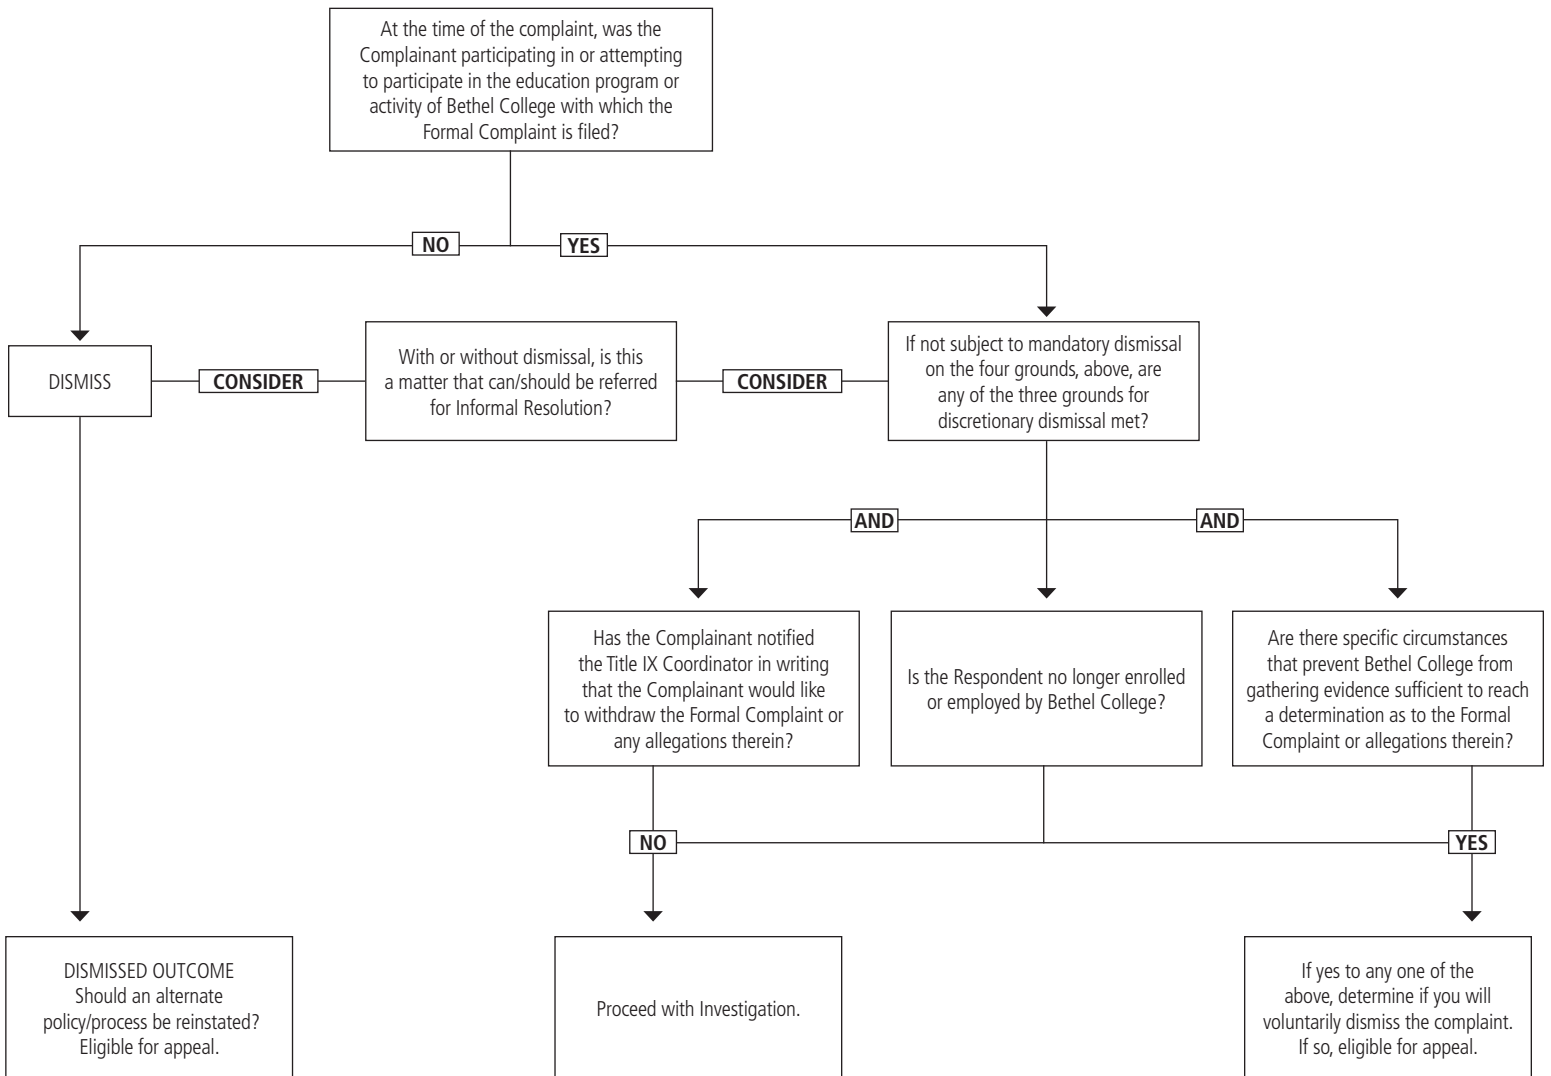 At the time of the complaint, was the
Complainant participating in or attempting
to participate in the education program or
activity of Bethel College with which the
Formal Complaint is filed?
NO
YES
DISMISS
CONSIDER
With or without dismissal, is this
a matter that can/should be referred
for Informal Resolution?
CONSIDER
If not subject to mandatory dismissal
on the four grounds, above, are
any of the three grounds for
discretionary dismissal met?
AND
AND
Has the Complainant notified
the Title IX Coordinator in writing
that the Complainant would like
to withdraw the Formal Complaint or
any allegations therein?
Is the Respondent no longer enrolled
or employed by Bethel College?
Are there specific circumstances
that prevent Bethel College from
gathering evidence sufficient to reach
a determination as to the Formal
Complaint or allegations therein?
NO
YES
DISMISSED OUTCOME
Should an alternate
policy/process be reinstated?
Eligible for appeal.
Proceed with Investigation.
If yes to any one of the
above, determine if you will
voluntarily dismiss the complaint.
If so, eligible for appeal.